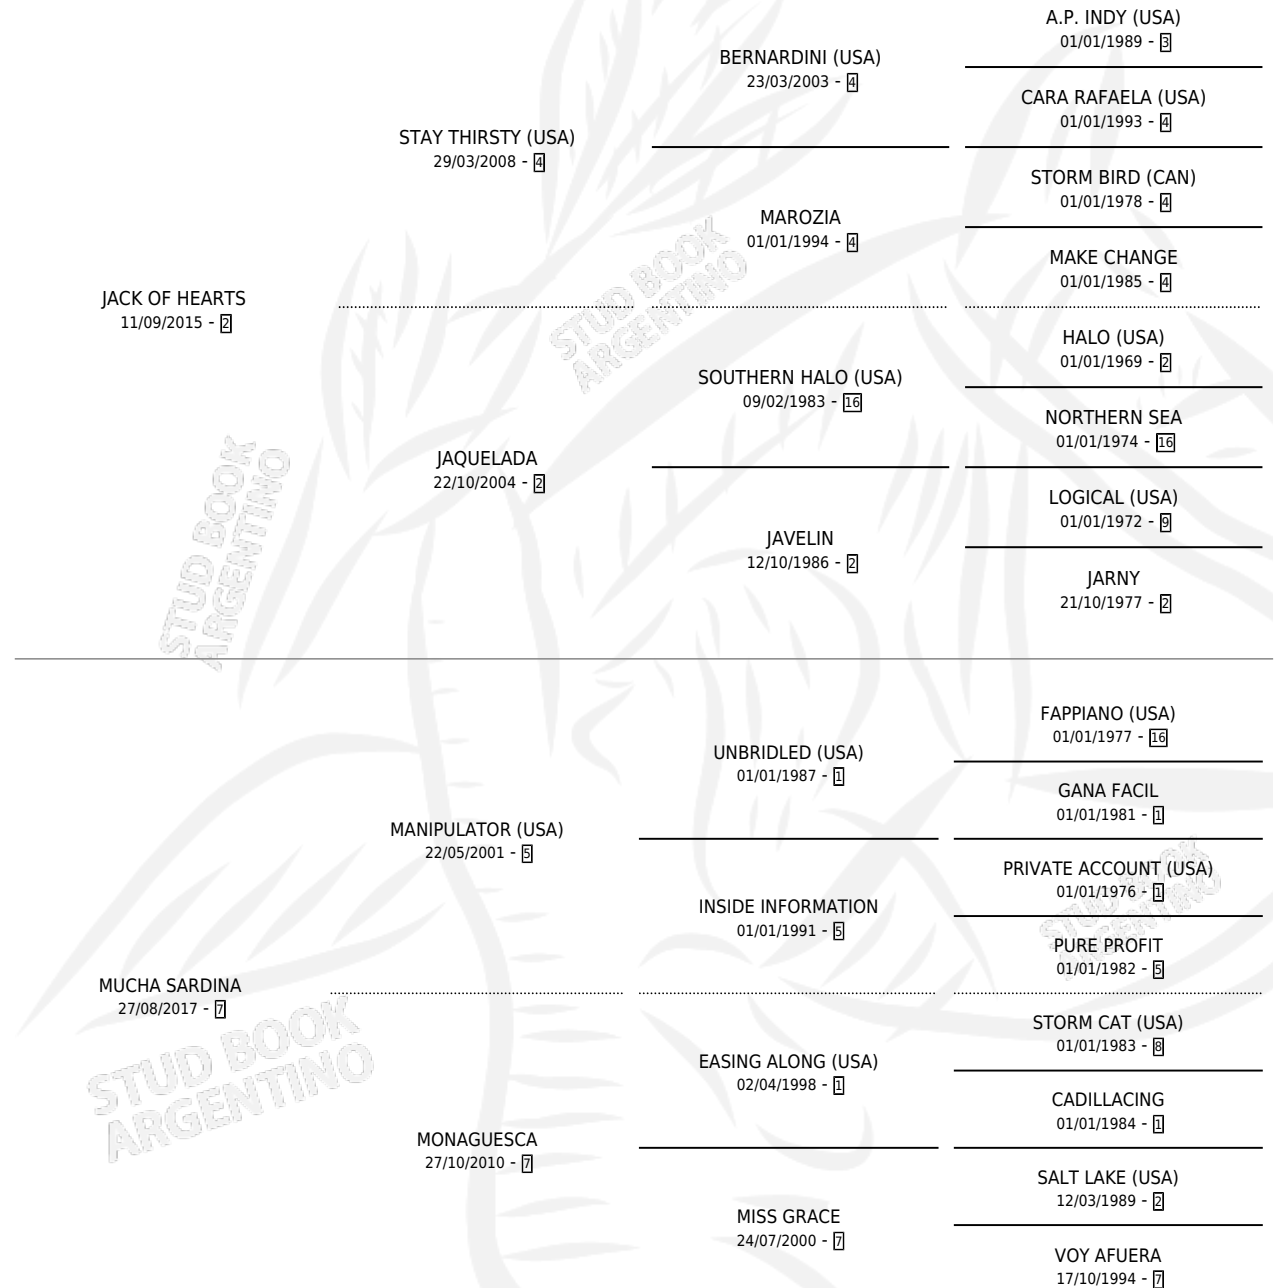 A.P. INDY (USA)
01/01/1989 - 3
BERNARDINI (USA)
23/03/2003 - 4
CARA RAFAELA (USA)
01/01/1993 - 4
STAY THIRSTY (USA)
29/03/2008 - 4
STORM BIRD (CAN)
01/01/1978 - 4
MAROZIA
01/01/1994 - 4
MAKE CHANGE
01/01/1985 - 4
JACK OF HEARTS
11/09/2015 - 2
HALO (USA)
01/01/1969 - 2
SOUTHERN HALO (USA)
09/02/1983 - 16
NORTHERN SEA
01/01/1974 - 16
JAQUELADA
22/10/2004 - 2
LOGICAL (USA)
01/01/1972 - 9
JAVELIN
12/10/1986 - 2
JARNY
21/10/1977 - 2
FAPPIANO (USA)
01/01/1977 - 16
UNBRIDLED (USA)
01/01/1987 - 1
GANA FACIL
01/01/1981 - 1
MANIPULATOR (USA)
22/05/2001 - 5
PRIVATE ACCOUNT (USA)
01/01/1976 - 1
INSIDE INFORMATION
01/01/1991 - 5
PURE PROFIT
01/01/1982 - 5
MUCHA SARDINA
27/08/2017 - 7
STORM CAT (USA)
01/01/1983 - 8
EASING ALONG (USA)
02/04/1998 - 1
CADILLACING
01/01/1984 - 1
MONAGUESCA
27/10/2010 - 7
SALT LAKE (USA)
12/03/1989 - 2
MISS GRACE
24/07/2000 - 7
VOY AFUERA
17/10/1994 - 7
STUD BOOK
ARGENTINO
STUD BOOK
ARGENTINO
STUD BOOK
ARGENTINO
STUD BOOK
ARGENTINO